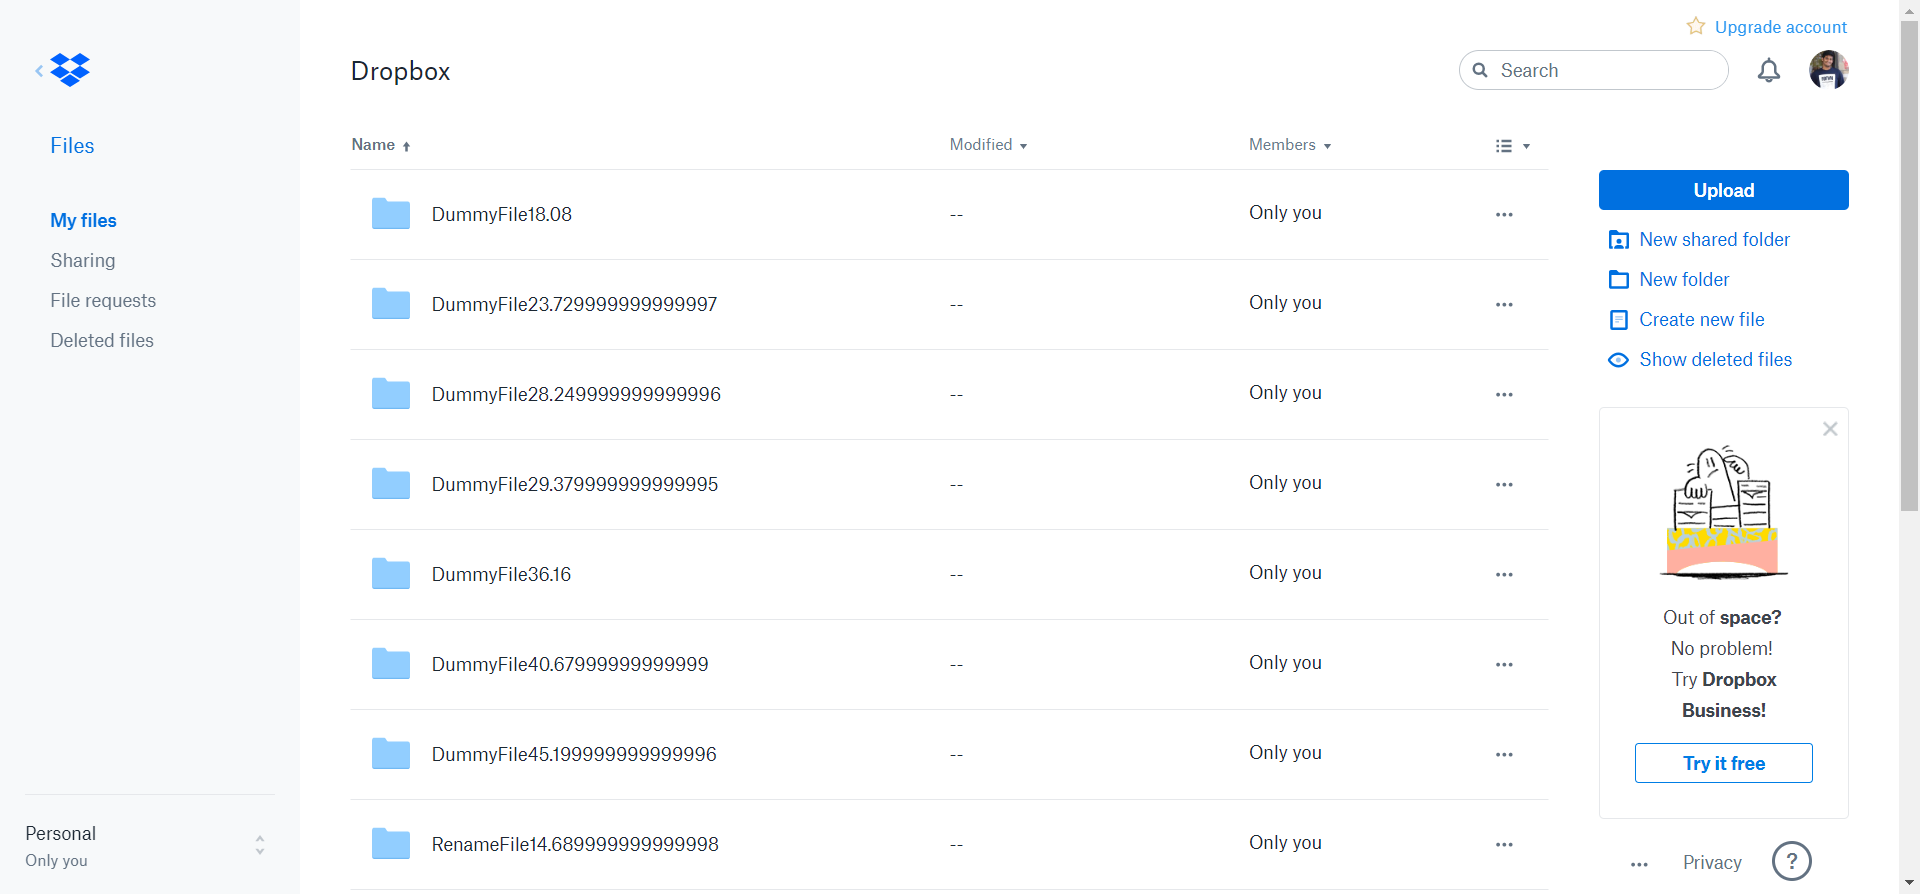 Upgrade account
Dropbox
Search
Files
My files
Sharing
File requests
Deleted files
Name Modified Members
DummyFile18.08 -- Only you
DummyFile23.729999999999997 -- Only you
DummyFile28.249999999999996 -- Only you
DummyFile29.379999999999995 -- Only you
DummyFile36.16 -- Only you
DummyFile40.67999999999999 -- Only you
DummyFile45.199999999999996 -- Only you
RenameFile14.689999999999998 -- Only you
Upload
New shared folder
New folder
Create new file
Show deleted files
Out of space?
No problem!
Try Dropbox
Business!
Try it free
Personal
Only you
Privacy
?